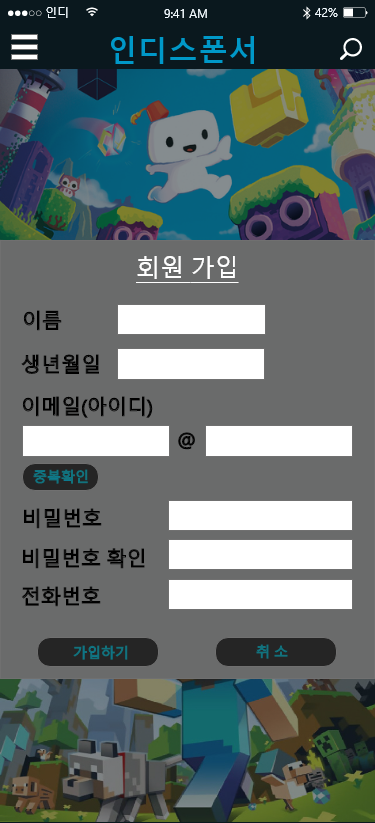 인디 9:41 AM 42%
인디스폰서
회원 가입
이름
생년월일
이메일(아이디)
@
중복확인
비밀번호
비밀번호 확인
전화번호
가입하기 취 소